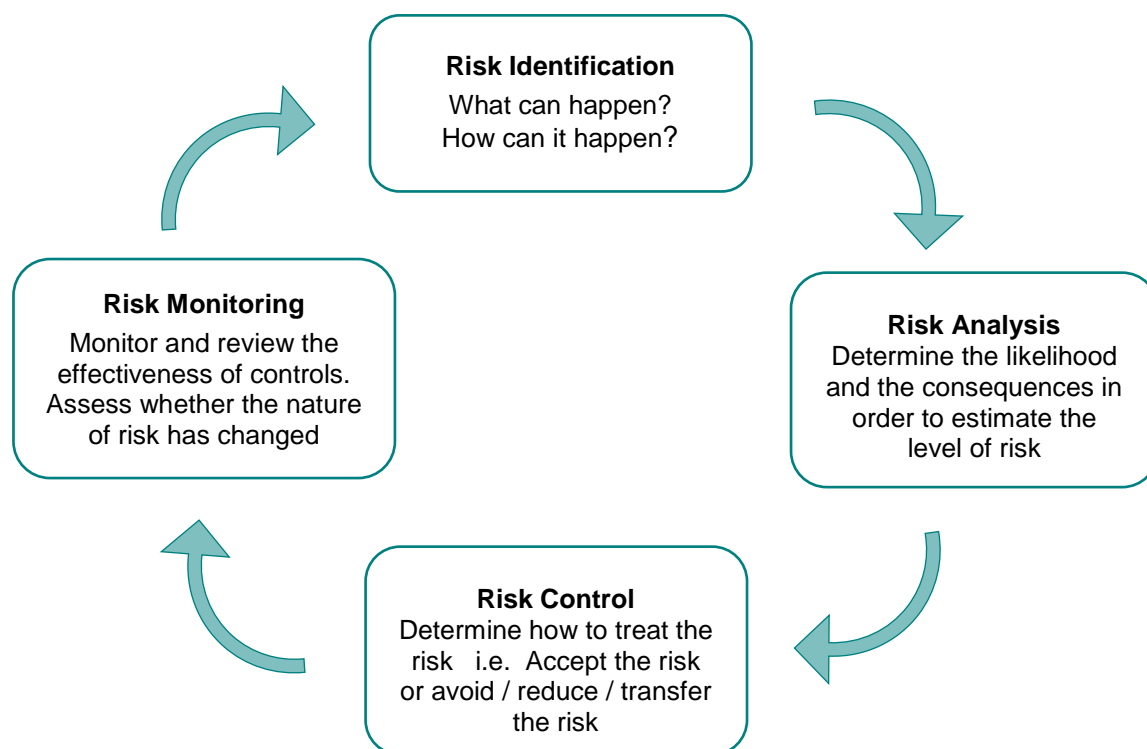 Risk Identification
What can happen?
How can it happen?
Risk Analysis
Determine the likelihood
and the consequences in
order to estimate the
level of risk
Risk Control
Determine how to treat the
risk   i.e.  Accept the risk
or avoid / reduce / transfer
the risk
Risk Monitoring
Monitor and review the
effectiveness of controls.
Assess whether the nature
of risk has changed